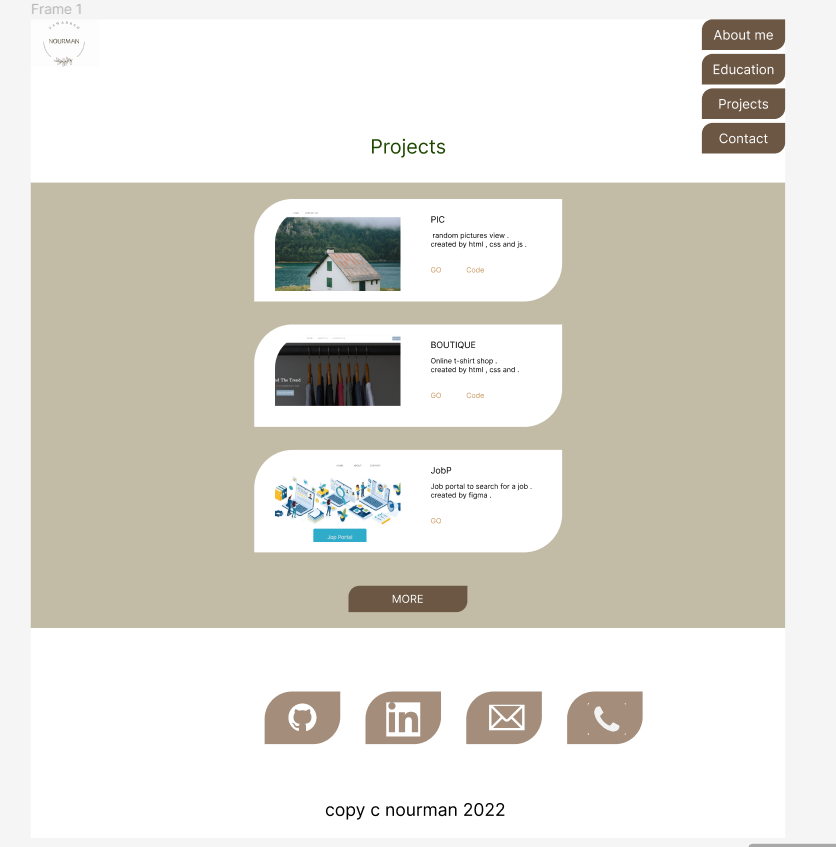 Frame 1
NOURMAN
About me
Education
Projects
Contact
Projects
PIC
random pictures view .
created by html , css and js .
GO Code
BOUTIQUE
Online t-shirt shop .
created by html , css and .
GO Code
JobP
Job portal to search for a job .
created by figma .
GO
Job Portal
MORE
in
copy c nourman 2022